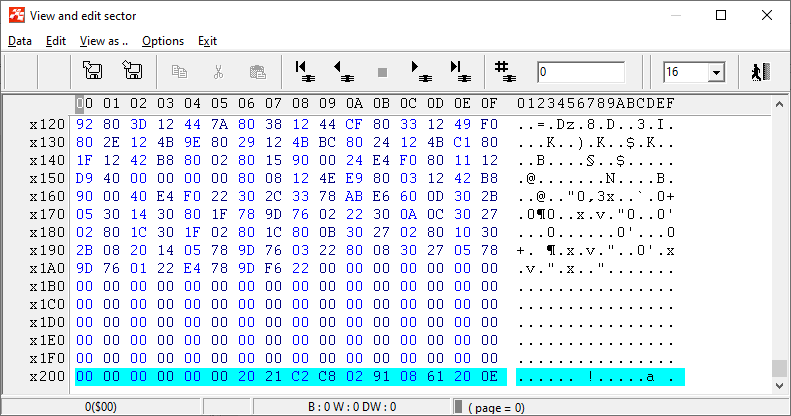 View and edit sector
Data Edit View as .. Options Exit
0 16
00 01 02 03 04 05 06 07 08 09 0A 0B 0C 0D 0E 0F 0123456789ABCDEF
x120 92 80 3D 12 44 7A 80 38 12 44 CF 80 33 12 49 F0 ..=.Dz.8.D..3.I.
x130 80 2E 12 4B 9E 80 29 12 4B BC 80 24 12 4B C1 80 ...K..).K..$.K..
x140 1F 12 42 B8 80 02 15 90 00 24 E4 F0 80 11 12 ..B....§..$.....
x150 D9 40 00 00 00 80 08 12 4E E9 80 03 12 42 B8 .@.......N....B.
x160 90 00 40 E4 F0 22 30 2C 33 78 AB E6 60 0D 30 2B ..@.."0,3x..`.0+
x170 05 30 14 30 80 1F 78 9D 76 02 22 30 0A 0C 30 27 .0¶0..x.v."0..0'
x180 02 80 1C 30 1F 02 80 1C 80 0B 30 27 02 80 10 30 ...0......0'...0
x190 2B 08 20 14 05 78 9D 76 03 22 80 08 30 27 05 78 +. ¶.x.v."..0'.x
x1A0 9D 76 01 22 E4 78 9D F6 22 00 00 00 00 00 00 00 .v.".x..".......
x1B0 00 00 00 00 00 00 00 00 00 00 00 00 00 00 00 00 ................
x1C0 00 00 00 00 00 00 00 00 00 00 00 00 00 00 00 00 ................
x1D0 00 00 00 00 00 00 00 00 00 00 00 00 00 00 00 00 ................
x1E0 00 00 00 00 00 00 00 00 00 00 00 00 00 00 00 00 ................
x1F0 00 00 00 00 00 00 00 00 00 00 00 00 00 00 00 00 ................
x200 00 00 00 00 00 00 20 21 C2 C8 02 91 08 61 20 0E ...... !.....a .
0($00) B : 0 W : 0 DW : 0 ( page = 0)